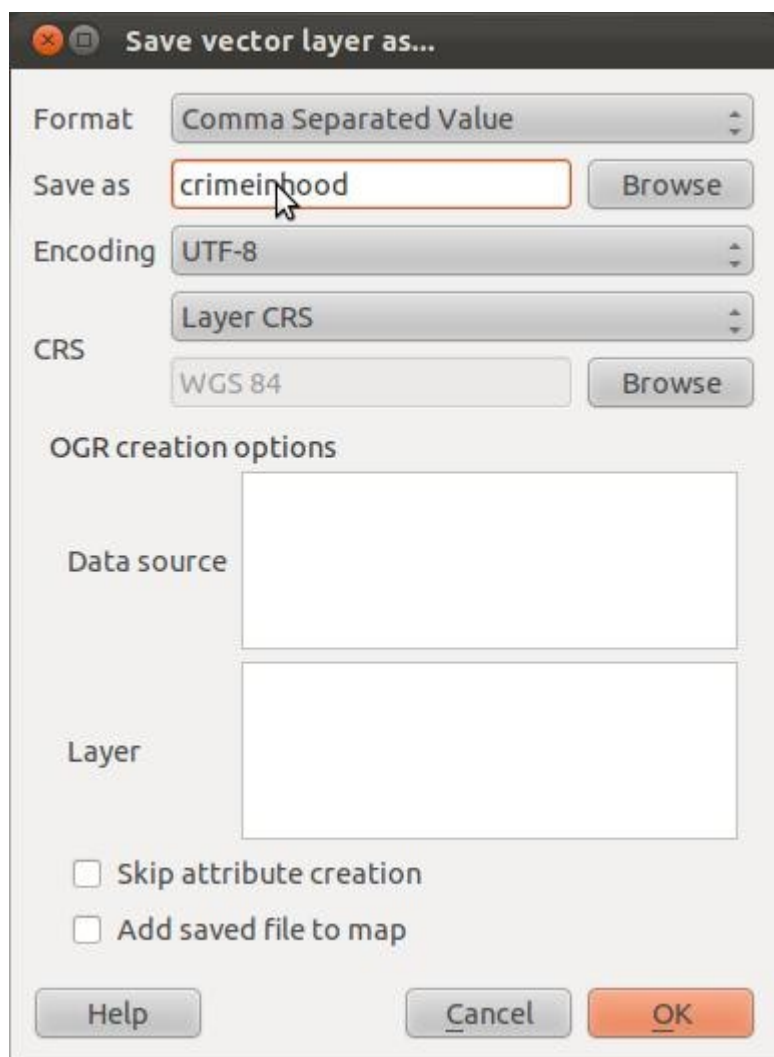 Save vector layer as...
Format Comma Separated Value
Save as crimeinhood Browse
Encoding UTF-8
Layer CRS
CRS
WGS 84 Browse
OGR creation options
Data source
Layer
Skip attribute creation
Add saved file to map
Help Cancel OK